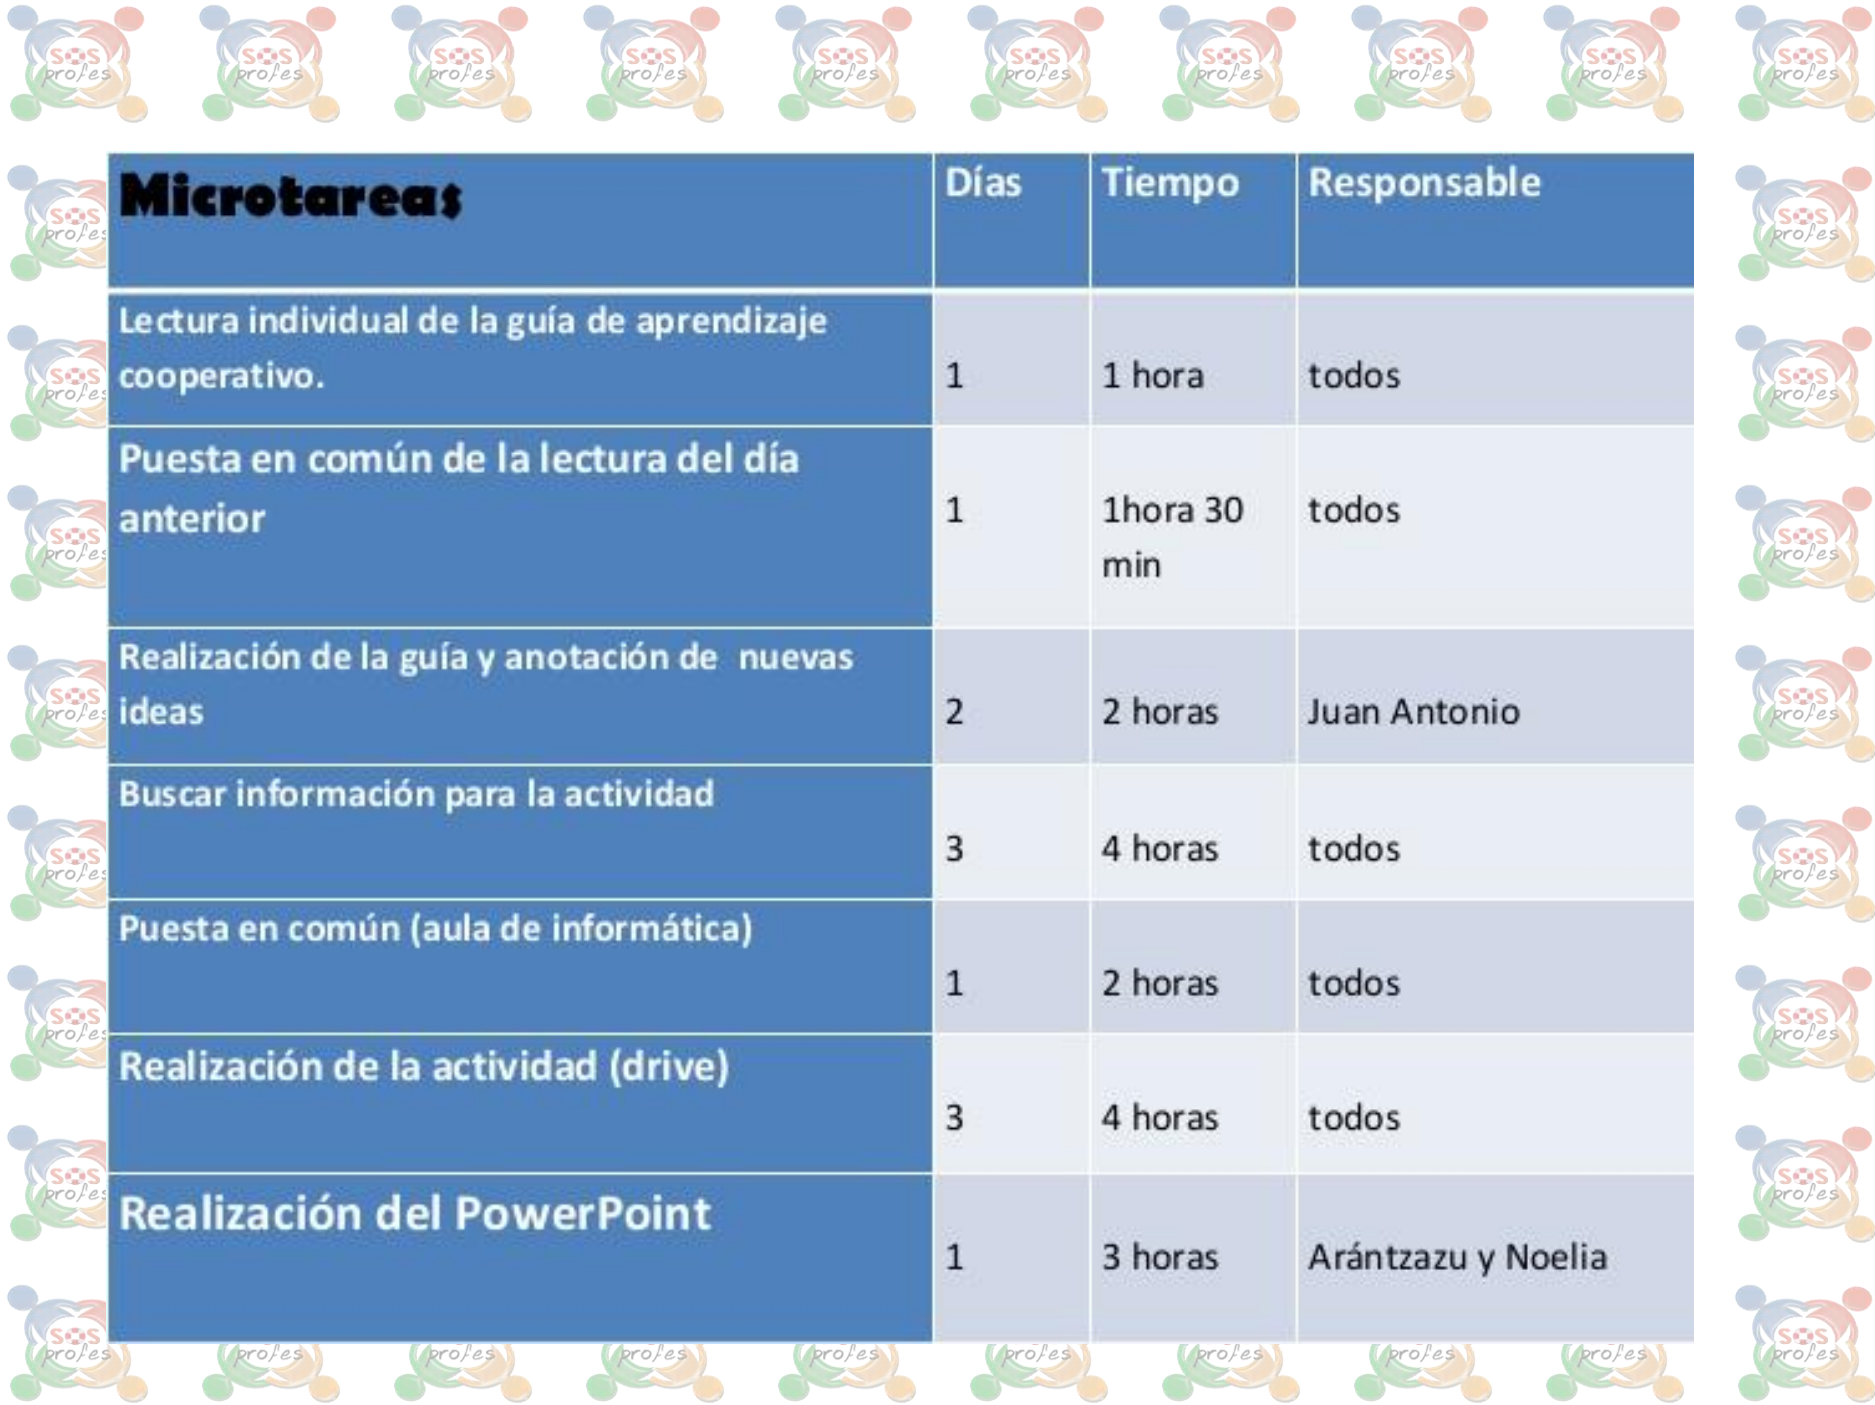 Microtareas Días Tiempo Responsable
Lectura individual de la guía de aprendizaje
cooperativo. 1 1 hora todos
Puesta en común de la lectura del día
anterior 1 1hora 30 todos
min
Realización de la guía y anotación de nuevas
ideas 2 2 horas Juan Antonio
Buscar información para la actividad
3 4 horas todos
Puesta en común (aula de informática)
1 2 horas todos
Realización de la actividad (drive)
3 4 horas todos
Realización del PowerPoint
1 3 horas Arántzazu y Noelia
SOS
profes